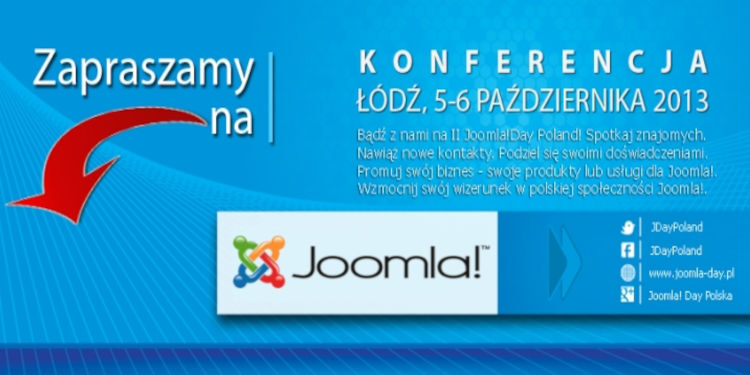 Zapraszamy
na
KONFERENCJA
ŁÓDŹ, 5-6 PAŹDZIERNIKA 2013
Bądź z nami na II Joomla!Day Poland! Spotkaj znajomych.
Nawiąż nowe kontakty. Podziel się swoimi doświadczeniami.
Promuj swój biznes - swoje produkty lub usługi dla Joomla!
Wzmocnij swój wizerunek w polskiej społeczności Joomla!.
Joomla!™
JDayPoland
JDayPoland
www.joomla-day.pl
Joomla! Day Polska